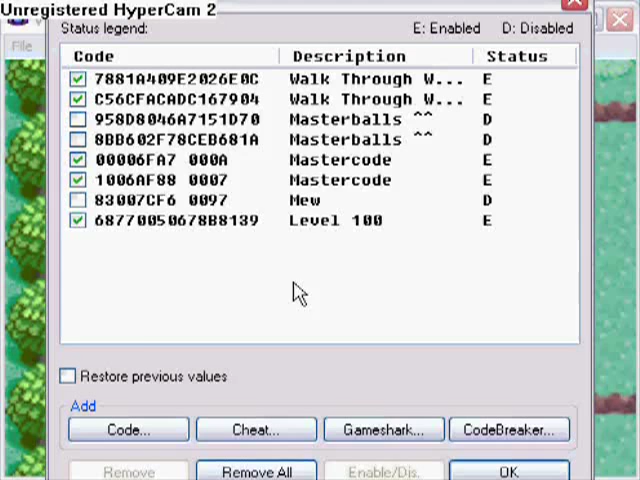 Unregistered HyperCam 2
File
Status legend: E: Enabled D: Disabled
Code Description Status
7881A409E2026E0C Walk Through W... E
C56CFACADC167904 Walk Through W... E
958D8046A7151D70 Masterballs ^^ D
8BB602F78CEB681A Masterballs ^^ D
00006FA7 000A Mastercode E
1006AF88 0007 Mastercode E
83007CF6 0097 Mew D
68770050678B8139 Level 100 E
Restore previous values
Add
Code... Cheat... Gameshark... CodeBreaker...
Remove Remove All Enable/Dis. OK